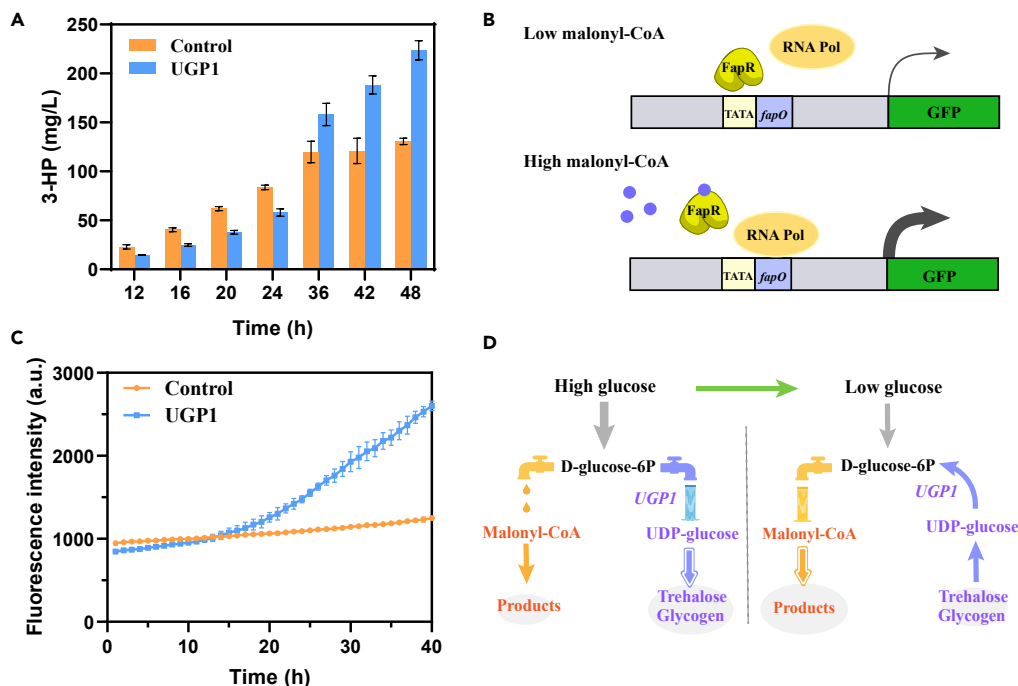 A
3-HP (mg/L)
250
200
150
100
50
0
Control
UGP1
12 16 20 24 36 42 48
Time (h)
B
Low malonyl-CoA
RNA Pol
FapR
TATA fapO GFP
High malonyl-CoA
FapR
RNA Pol
TATA fapO GFP
C
Fluorescence intensity (a.u.)
3000
2000
1000
0
Control
UGP1
0 10 20 30 40
Time (h)
D
High glucose Low glucose
D-glucose-6P D-glucose-6P
UGP1 UGP1
Malonyl-CoA UDP-glucose Malonyl-CoA UDP-glucose
Products Trehalose Glycogen Products Trehalose Glycogen